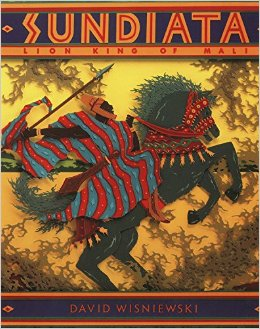 SUNDIATA
LION KING OF MALI
DAVID WISNIEWSKI